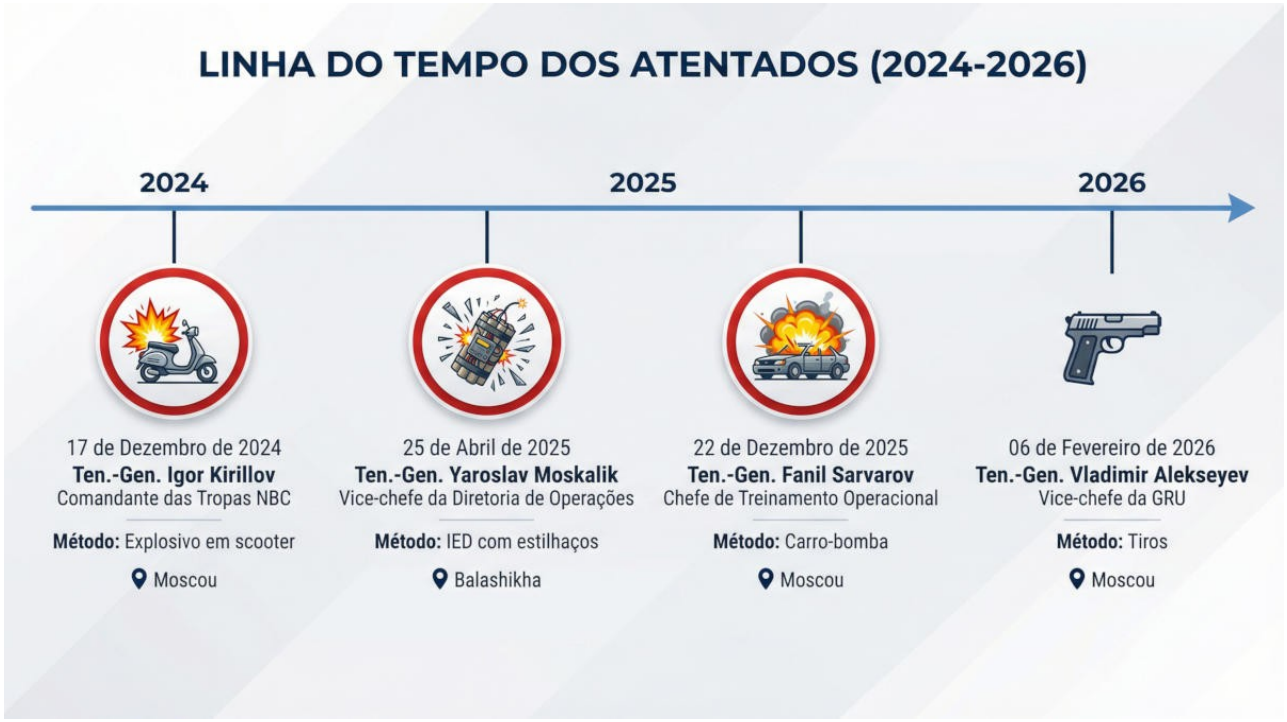 LINHA DO TEMPO DOS ATENTADOS (2024-2026)
2024
2025
2026
17 de Dezembro de 2024
Ten.-Gen. Igor Kirillov
Comandante das Tropas NBC
Método: Explosivo em scooter
Moscou
25 de Abril de 2025
Ten.-Gen. Yaroslav Moskalik
Vice-chefe da Diretoria de Operações
Método: IED com estilhaços
Balashikha
22 de Dezembro de 2025
Ten.-Gen. Fanil Sarvarov
Chefe de Treinamento Operacional
Método: Carro-bomba
Moscou
06 de Fevereiro de 2026
Ten.-Gen. Vladimir Alekseyev
Vice-chefe da GRU
Método: Tiros
Moscou